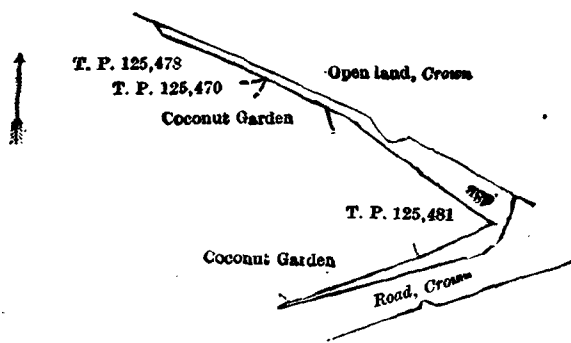 T. P. 125,478
Open land, Crown
T. P. 125,470
Coconut Garden
T. P. 125,481
Coconut Garden
Road, Crown